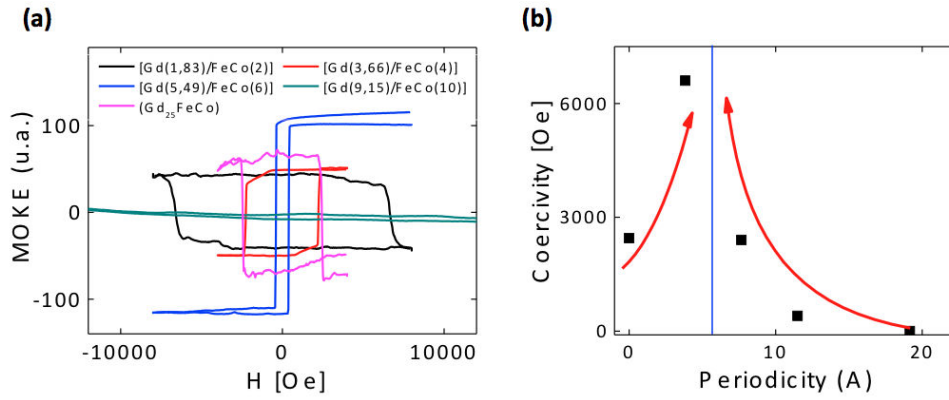 (a)
[Gd(1,83)/FeCo(2)] [Gd(3,66)/FeCo(4)]
[Gd(5,49)/FeCo(6)] [Gd(9,15)/FeCo(10)]
(Gd₂₅FeCo)
MOKE (u.a.)
100
0
-100
-10000 0 10000
H [Oe]
(b)
Coercivity [Oe]
6000
3000
0
0 10 20
Periodicity (A)